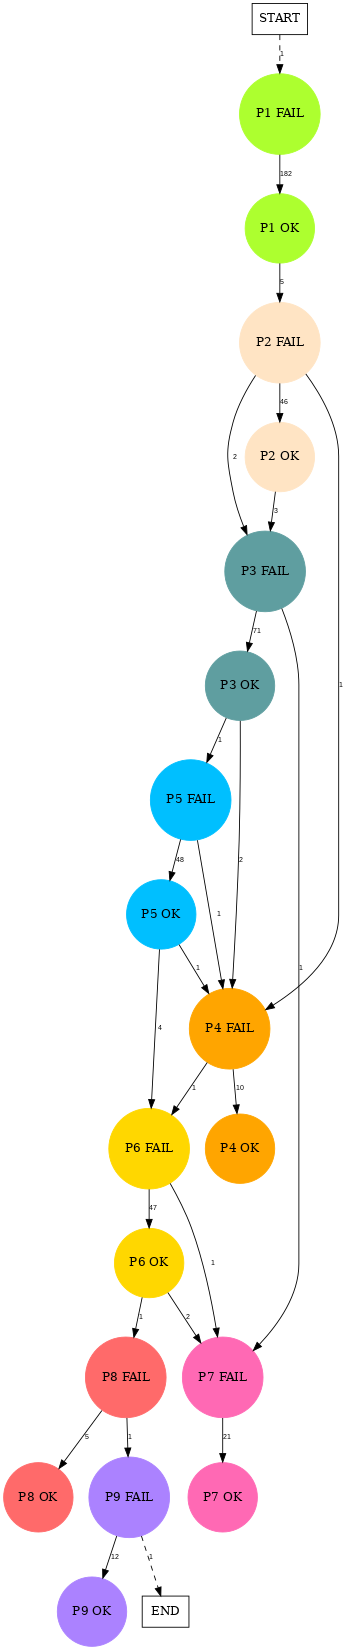 START
1
P1 FAIL
182
P1 OK
5
P2 FAIL
2
46
P2 OK
3
P3 FAIL
71
P3 OK
1
1
P5 FAIL
48
1
2
P5 OK
1
1
4
P4 FAIL
1
10
P6 FAIL
P4 OK
47
1
P6 OK
1
2
P8 FAIL
P7 FAIL
5
1
21
P8 OK
P9 FAIL
P7 OK
12
1
P9 OK
END